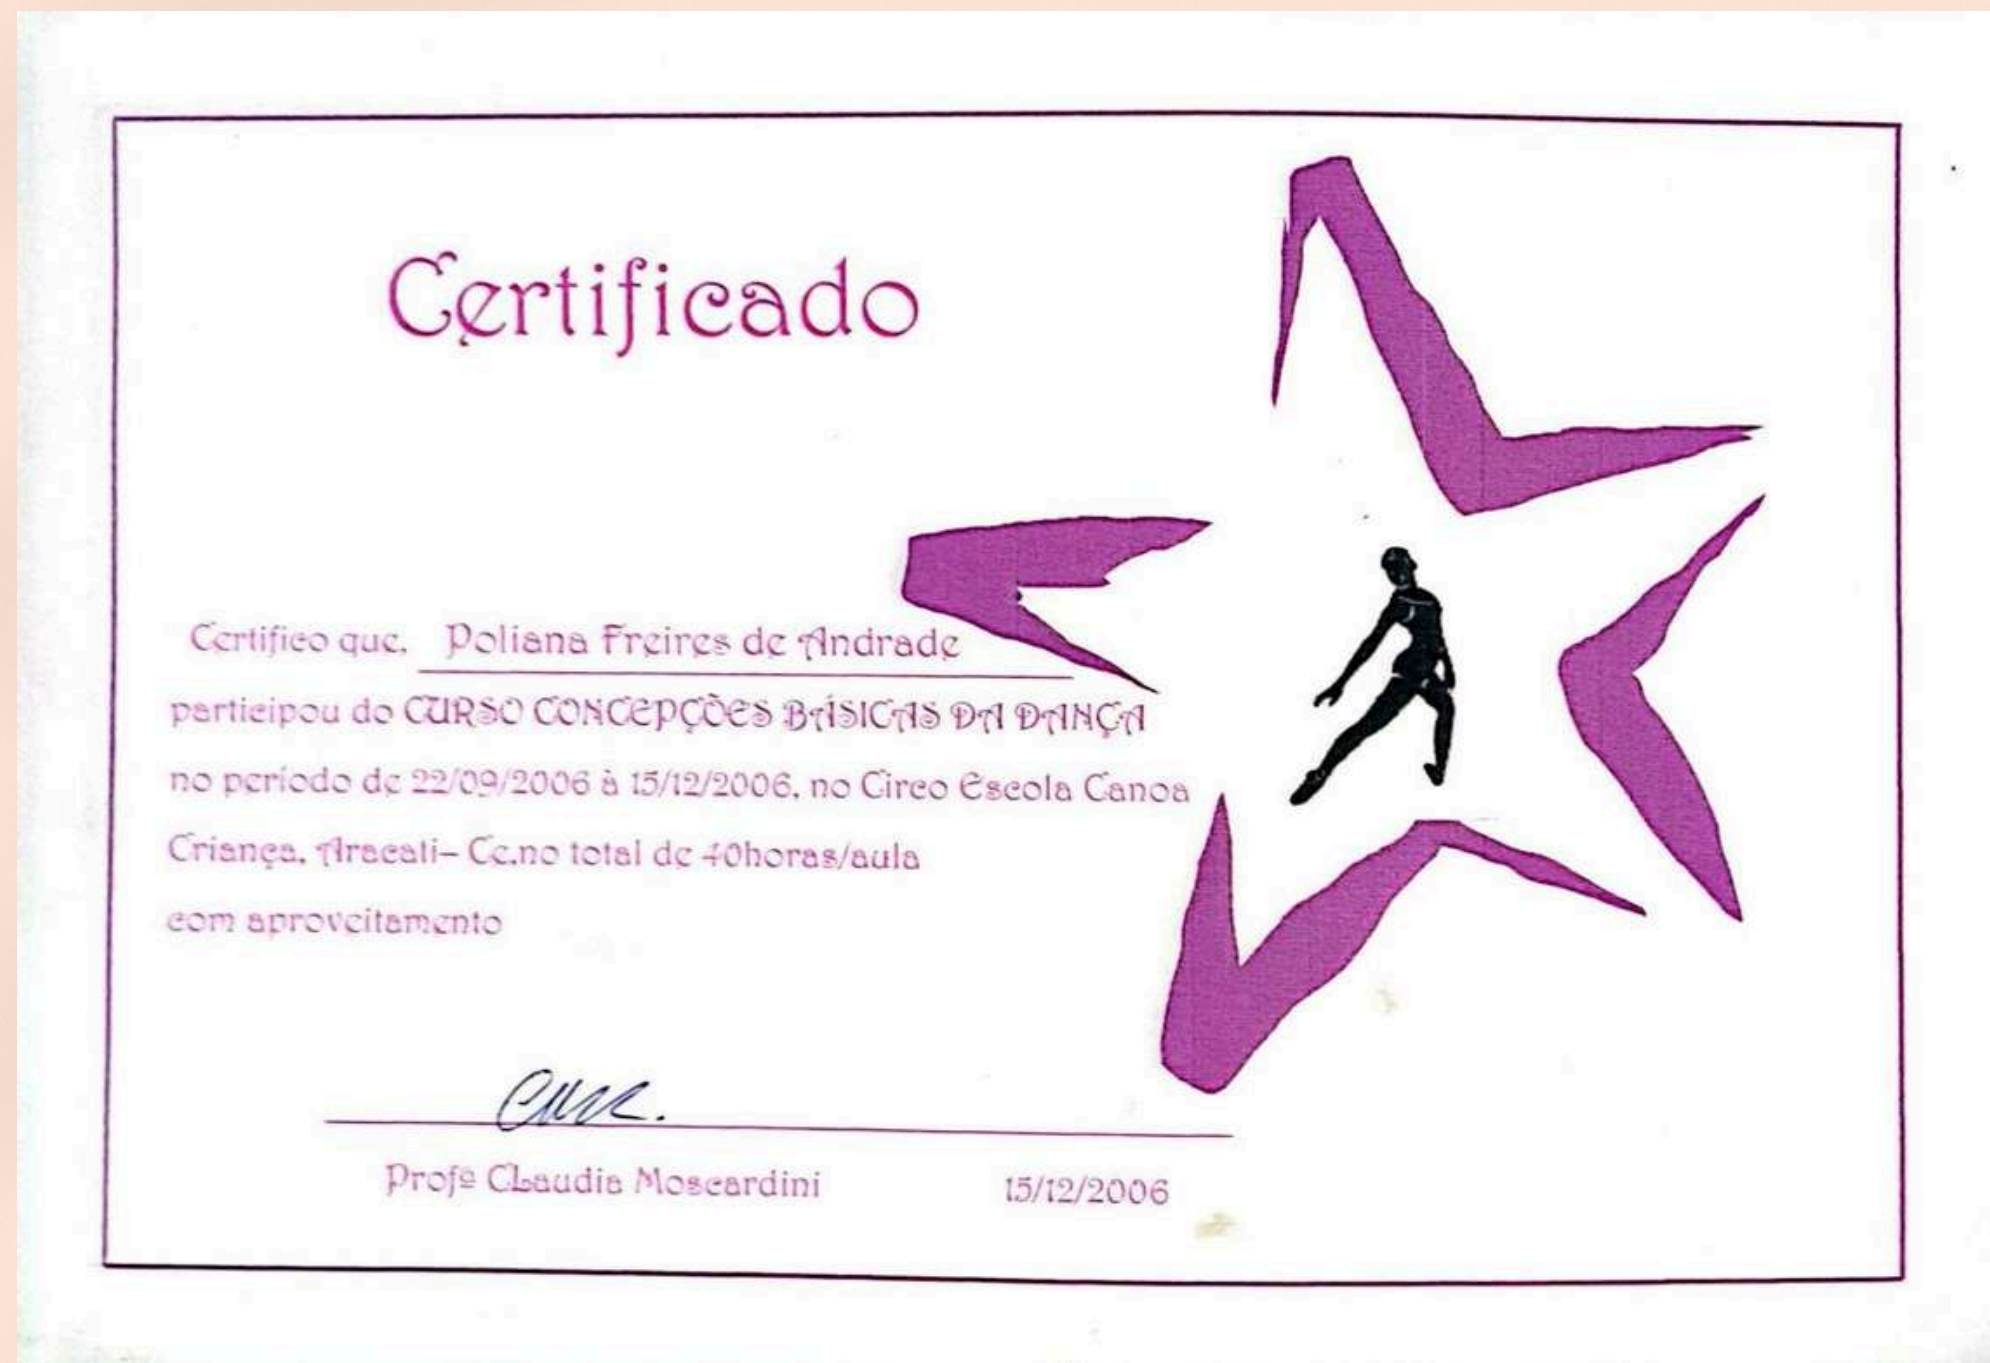 Certificado
Certifico que, Poliana Freires de Andrade
participou do CURSO CONCEPÇÕES BÁSICAS DA DANÇA
no período de 22/09/2006 à 15/12/2006, no Circo Escola Canoa
Criança, Aracati– Ce,no total de 40horas/aula
com aproveitamento
Profª Claudia Moscardini 15/12/2006